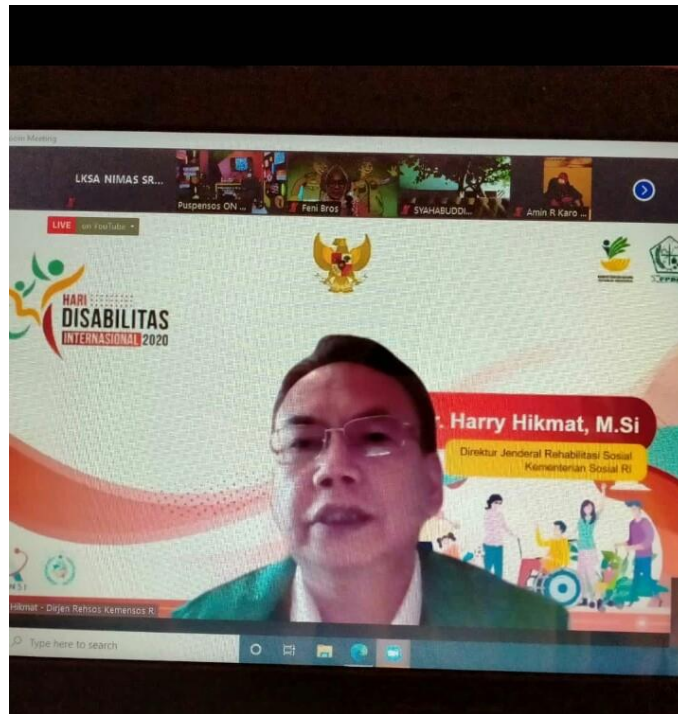 Meeting
LKSA NIMAS SR...
Puspensos ON ...
Feni Bros
SYAHABUDDI...
Amin R Karo ...
LIVE on YouTube
HARI
DISABILITAS
INTERNASIONAL 2020
r. Harry Hikmat, M.Si
Direktur Jenderal Rehabilitasi Sosial
Kementerian Sosial RI
Hikmat - Dirjen Rehsos Kemensos RI
Type here to search